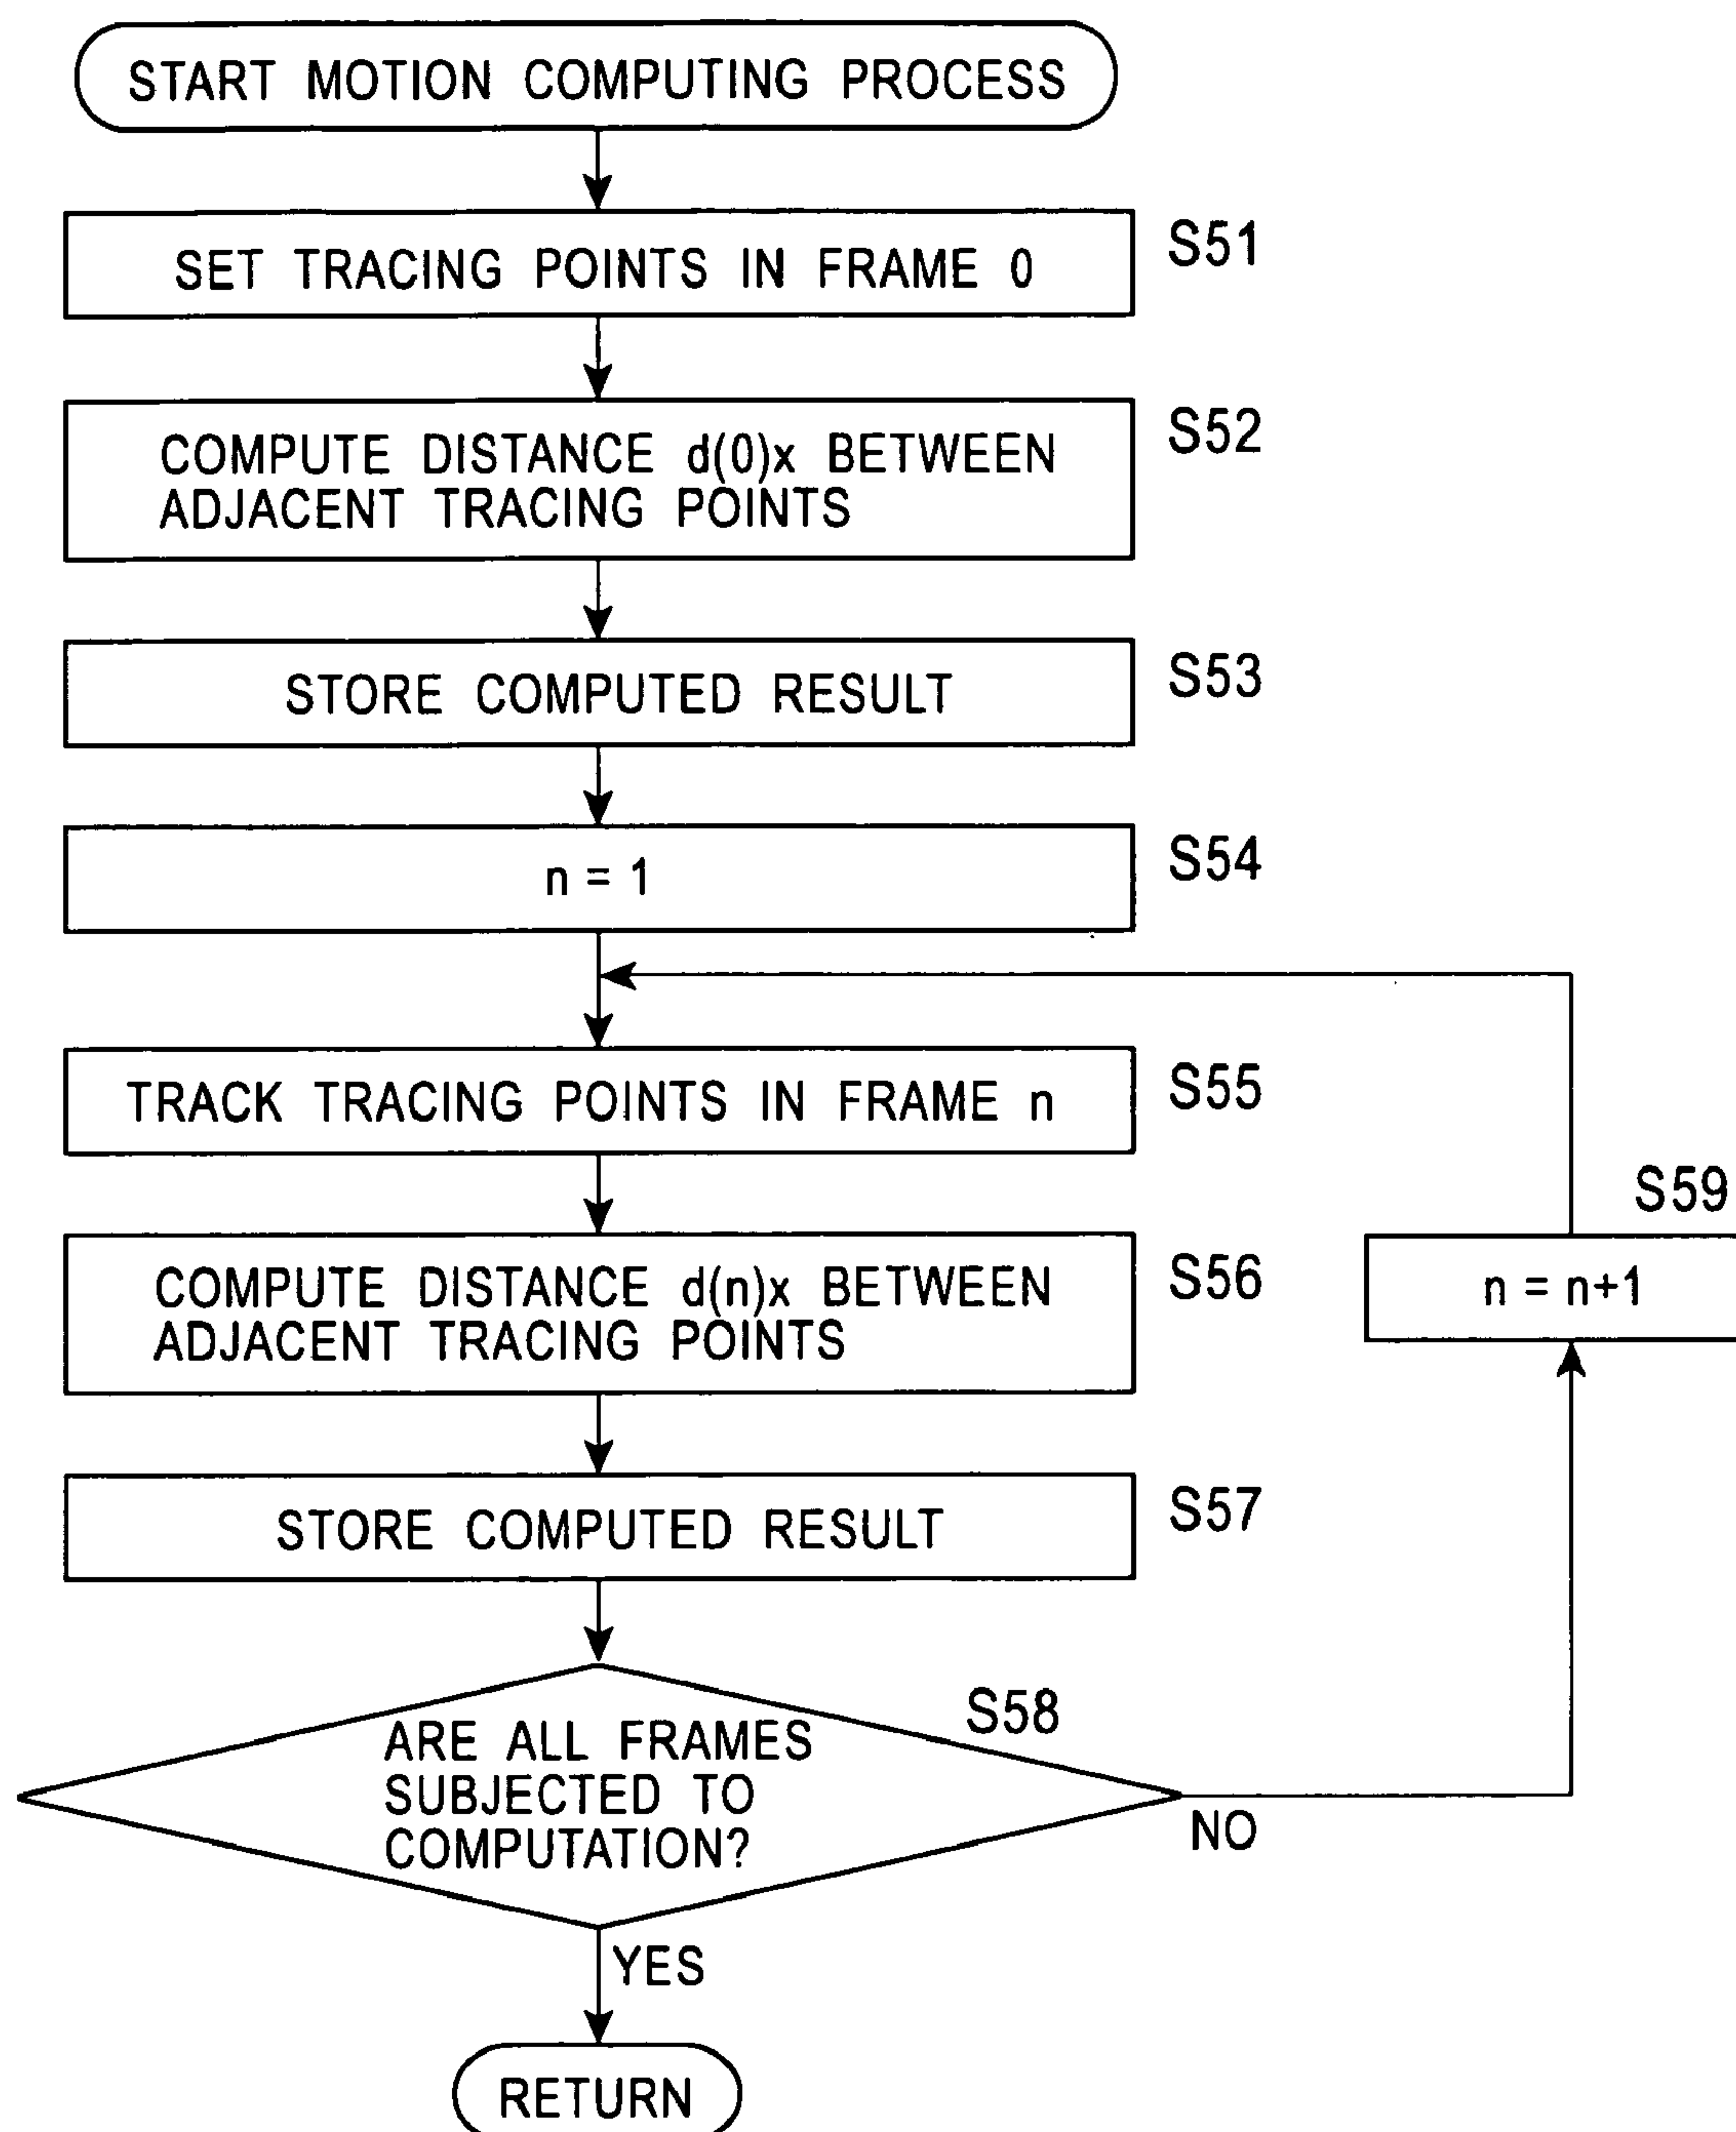 START MOTION COMPUTING PROCESS
SET TRACING POINTS IN FRAME 0
S51
COMPUTE DISTANCE d(0)x BETWEEN
ADJACENT TRACING POINTS
S52
STORE COMPUTED RESULT
S53
n = 1
S54
TRACK TRACING POINTS IN FRAME n
S55
COMPUTE DISTANCE d(n)x BETWEEN
ADJACENT TRACING POINTS
S56
S59
n = n+1
STORE COMPUTED RESULT
S57
ARE ALL FRAMES
SUBJECTED TO
COMPUTATION?
S58
NO
YES
RETURN